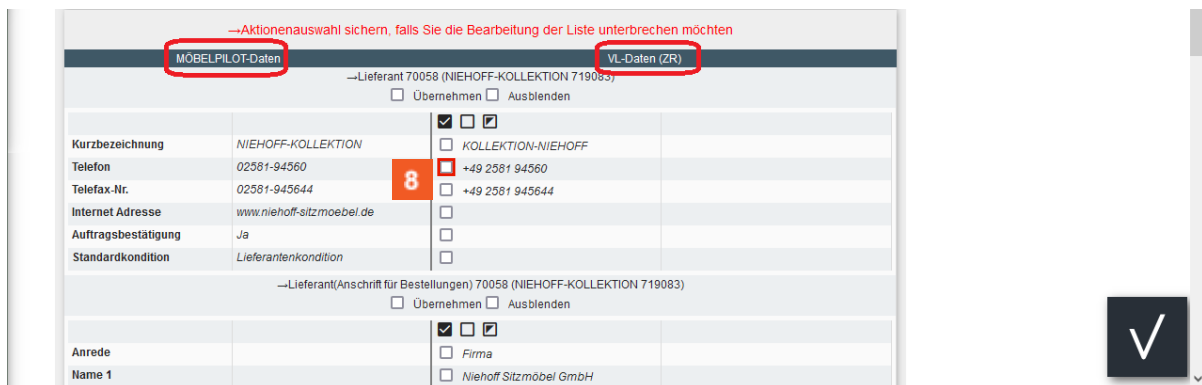 →Aktionenauswahl sichern, falls Sie die Bearbeitung der Liste unterbrechen möchten
MÖBELPILOT-Daten VL-Daten (ZR)
→Lieferant 70058 (NIEHOFF-KOLLEKTION 719083)
Übernehmen Ausblenden
Kurzbezeichnung NIEHOFF-KOLLEKTION KOLLEKTION-NIEHOFF
Telefon 02581-94560 +49 2581 94560
8
Telefax-Nr. 02581-945644 +49 2581 945644
Internet Adresse www.niehoff-sitzmoebel.de
Auftragsbestätigung Ja
Standardkondition Lieferantenkondition
→Lieferant(Anschrift für Bestellungen) 70058 (NIEHOFF-KOLLEKTION 719083)
Übernehmen Ausblenden
Anrede Firma
Name 1 Niehoff Sitzmöbel GmbH